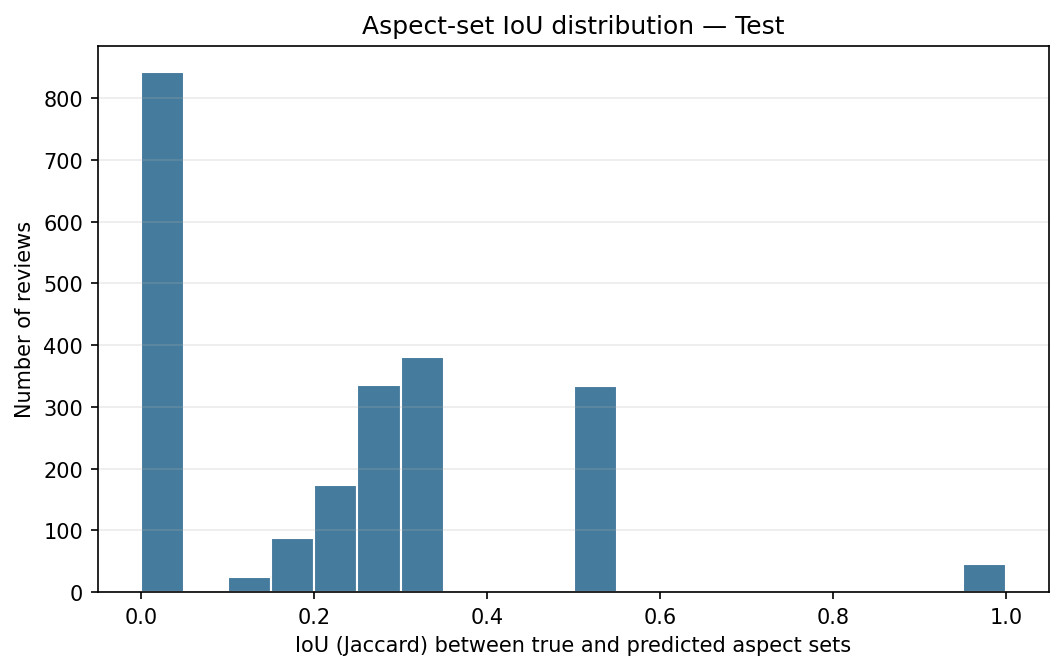 Aspect-set IoU distribution — Test
Number of reviews
800
700
600
500
400
300
200
100
0
0.0 0.2 0.4 0.6 0.8 1.0
IoU (Jaccard) between true and predicted aspect sets